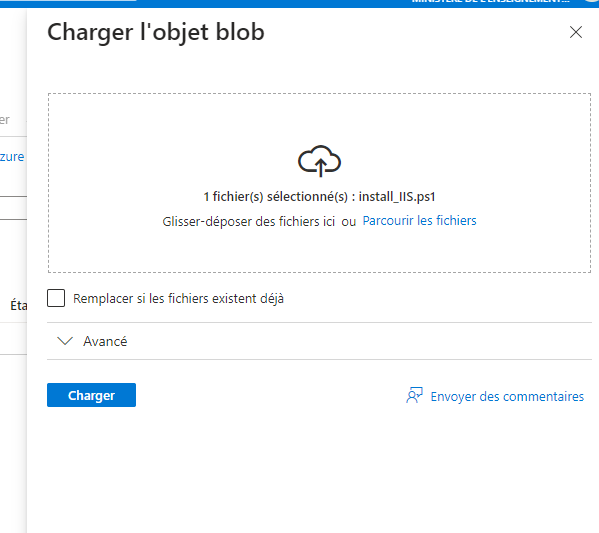 MINISTÈRE DE L'ENSEIGNEMENT...
Charger l'objet blob
er
zure
1 fichier(s) sélectionné(s) : install_IIS.ps1
Glisser-déposer des fichiers ici ou Parcourir les fichiers
Remplacer si les fichiers existent déjà
Éta
Avancé
Charger
Envoyer des commentaires